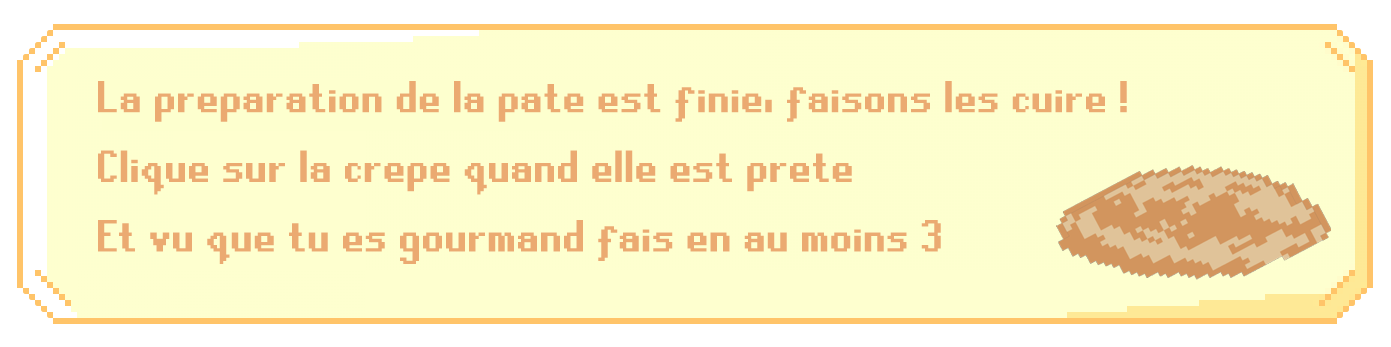 La preparation de la pate est finie, faisons les cuire !
Clique sur la crepe quand elle est prete
Et vu que tu es gourmand fais en au moins 3